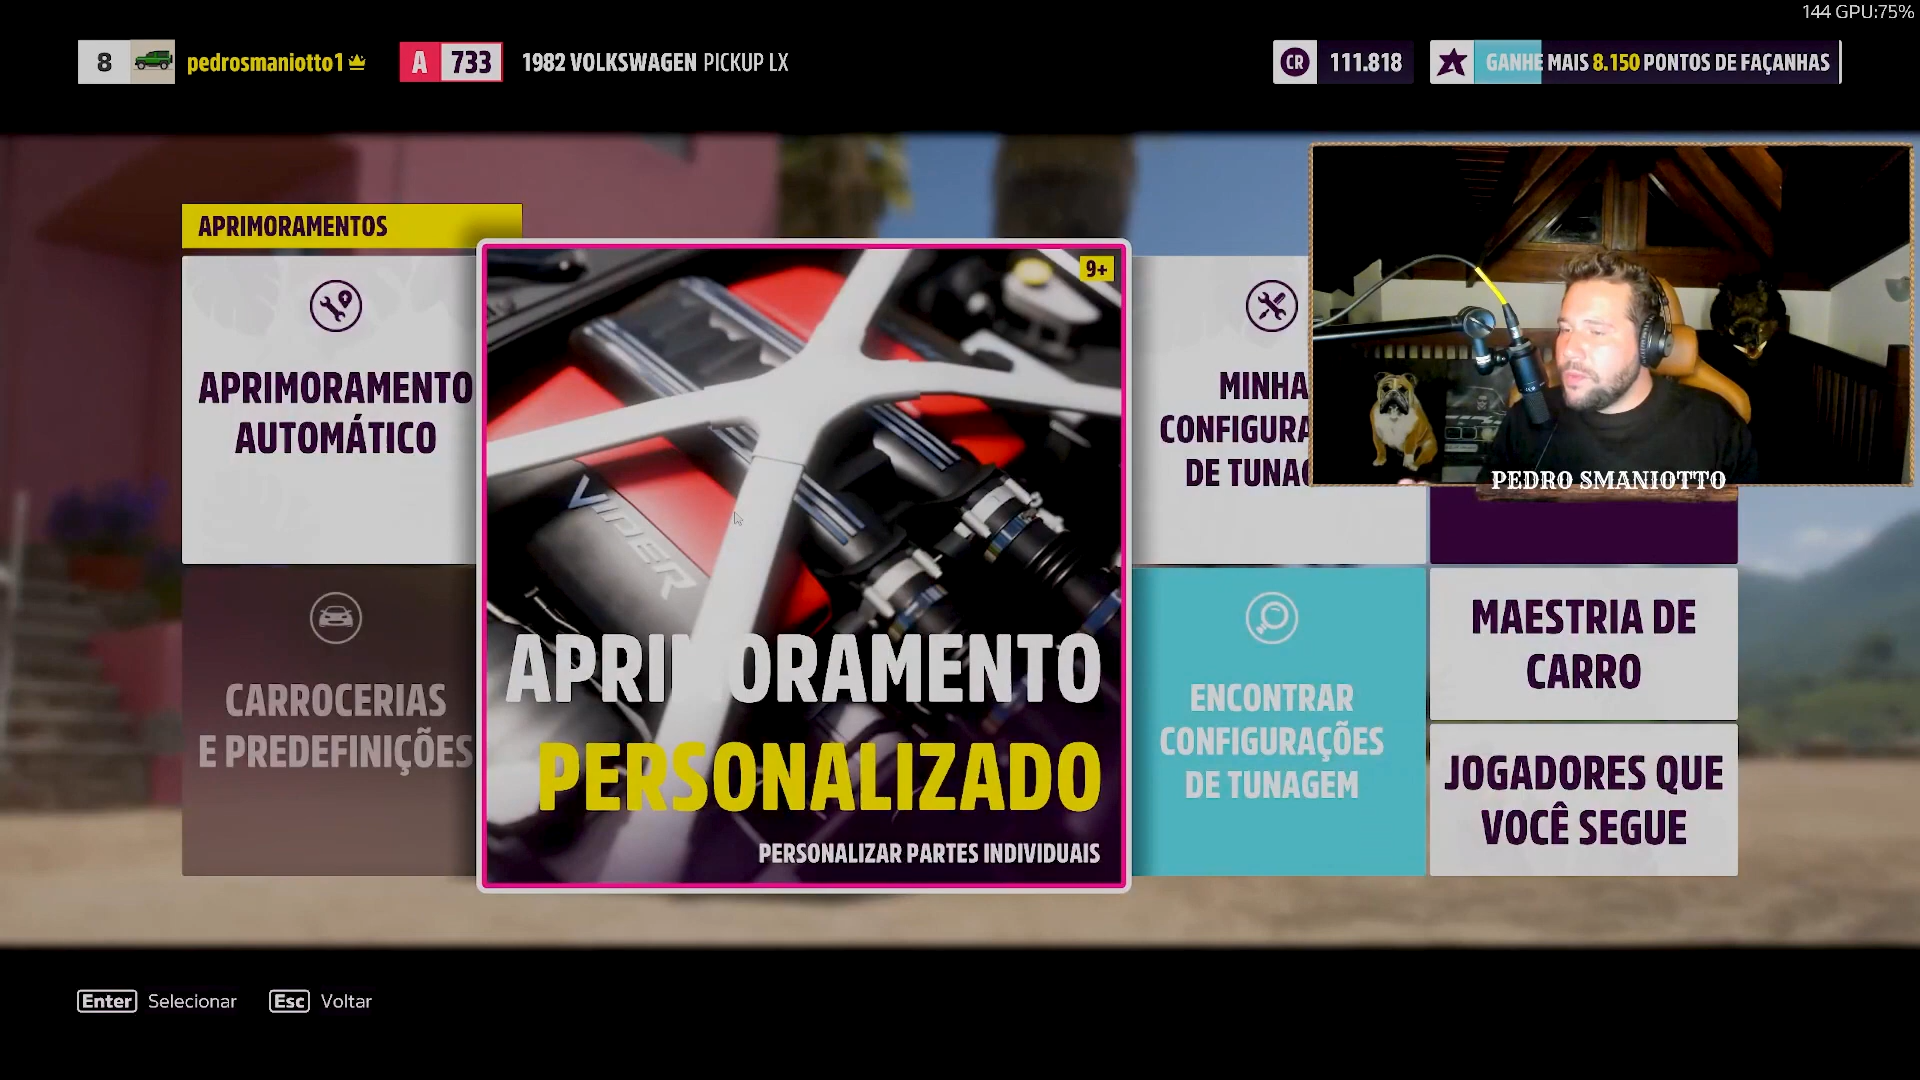 144 GPU:75%
8 pedrosmaniotto1
A 733
1982 VOLKSWAGEN PICKUP LX
CR 111.818
GANHE MAIS 8.150 PONTOS DE FAÇANHAS
APRIMORAMENTOS
APRIMORAMENTO
AUTOMÁTICO
CARROCERIAS
E PREDEFINIÇÕES
9+
VIPER
APRIMORAMENTO
PERSONALIZADO
PERSONALIZAR PARTES INDIVIDUAIS
MINHA
CONFIGURA
DE TUNAG
PEDRO SMANIOTTO
ENCONTRAR
CONFIGURAÇÕES
DE TUNAGEM
MAESTRIA DE
CARRO
JOGADORES QUE
VOCÊ SEGUE
Enter Selecionar
Esc Voltar